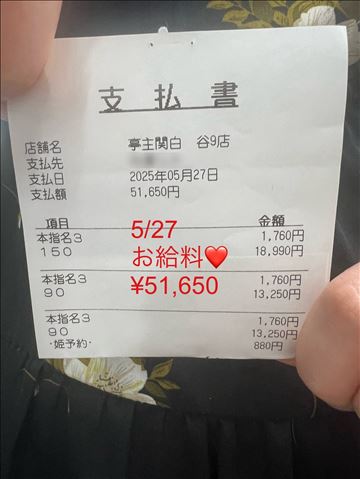 支払書
店舗名 亭主関白 谷9店
支払先
支払日 2025年05月27日
支払額 51,650円
項目 金額
本指名3 1,760円
150 18,990円
本指名3 1,760円
90 13,250円
本指名3 1,760円
90 13,250円
・姫予約・ 880円
5/27
お給料❤
¥51,650